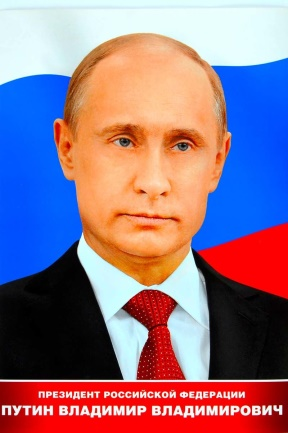 ПРЕЗИДЕНТ РОССИЙСКОЙ ФЕДЕРАЦИИ
ПУТИН ВЛАДИМИР ВЛАДИМИРОВИЧ